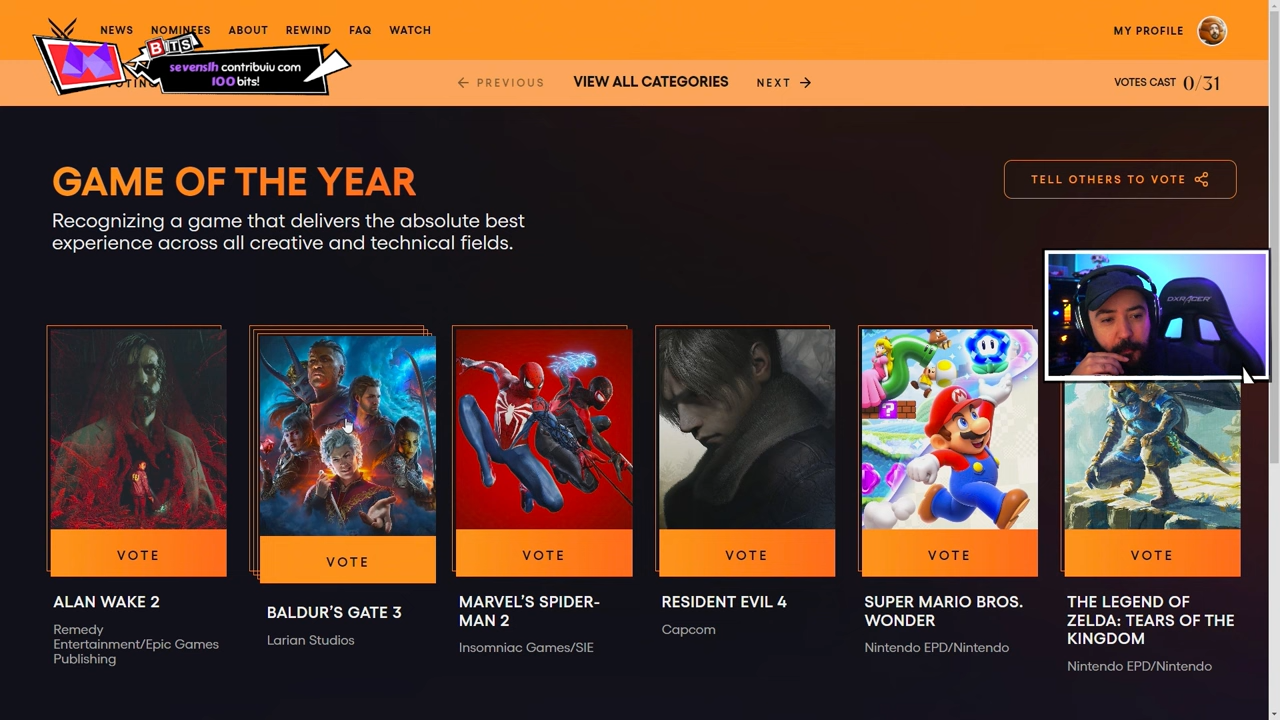 NEWS
NOMINEES
ABOUT
REWIND
FAQ
WATCH
MY PROFILE
BITS
sevenslh contribuiu com
100 bits!
PREVIOUS
VIEW ALL CATEGORIES
NEXT
VOTES CAST 0/31
GAME OF THE YEAR
Recognizing a game that delivers the absolute best
experience across all creative and technical fields.
TELL OTHERS TO VOTE
DXRACER
VOTE
VOTE
VOTE
VOTE
VOTE
VOTE
ALAN WAKE 2
Remedy
Entertainment/Epic Games
Publishing
BALDUR'S GATE 3
Larian Studios
MARVEL'S SPIDER-
MAN 2
Insomniac Games/SIE
RESIDENT EVIL 4
Capcom
SUPER MARIO BROS.
WONDER
Nintendo EPD/Nintendo
THE LEGEND OF
ZELDA: TEARS OF THE
KINGDOM
Nintendo EPD/Nintendo